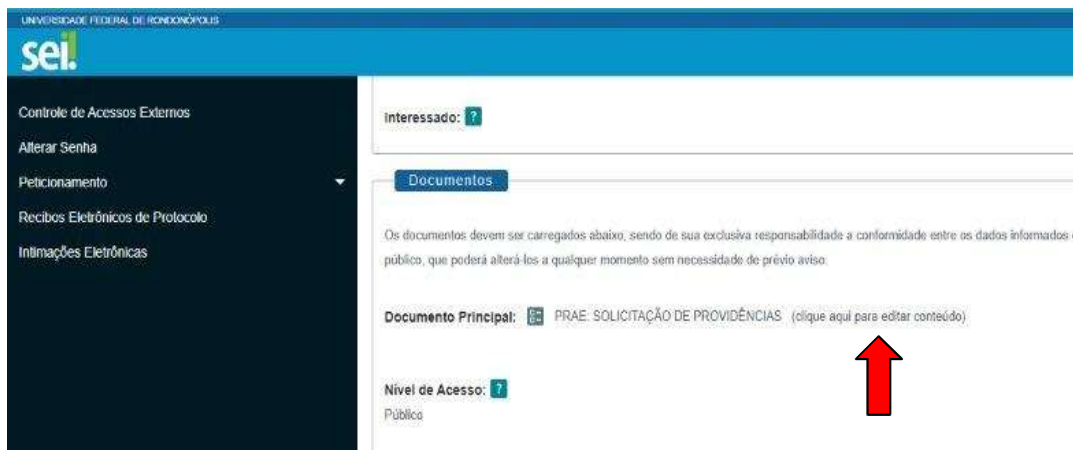 UNIVERSIDADE FEDERAL DE RONDONÓPOLIS
sei!
Controle de Acessos Externos
Alterar Senha
Peticionamento
Recibos Eletrônicos de Protocolo
Intimações Eletrônicas
Interessado: ?
Documentos
Os documentos devem ser carregados abaixo, sendo de sua exclusiva responsabilidade a conformidade entre os dados informados
público, que poderá alterá-los a qualquer momento sem necessidade de prévio aviso.
Documento Principal: PRAE: SOLICITAÇÃO DE PROVIDÊNCIAS (clique aqui para editar conteúdo)
Nível de Acesso: ?
Público